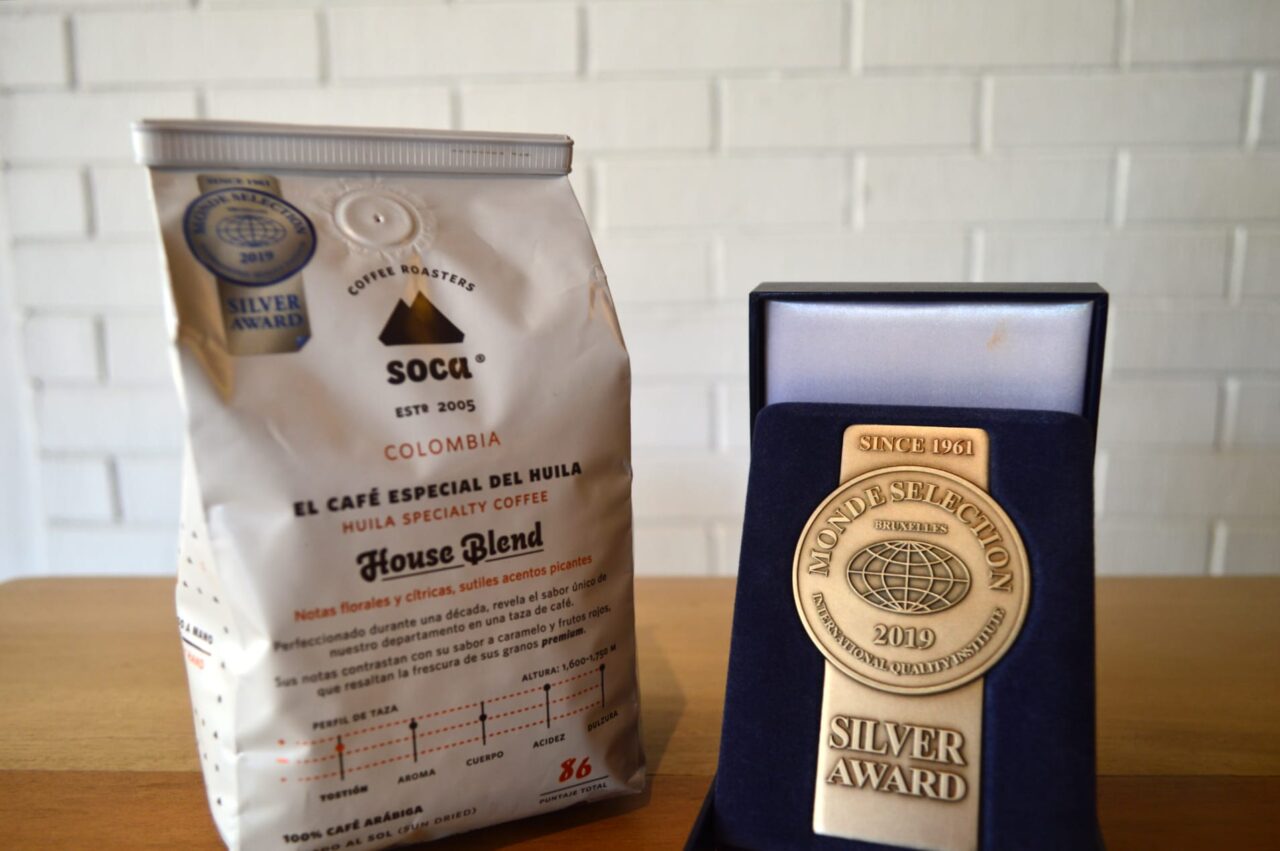 SINCE 1961
MONDE SELECTION
2019
SILVER
AWARD
COFFEE ROASTERS
soca®
ESTD 2005
COLOMBIA
EL CAFÉ ESPECIAL DEL HUILA
HUILA SPECIALTY COFFEE
House Blend
Notas florales y cítricas, sutiles acentos picantes
Perfeccionado durante una década, revela el sabor único de
nuestro departamento en una taza de café.
Sus notas contrastan con su sabor a caramelo y frutos rojos,
que resaltan la frescura de sus granos premium.
ALTURA: 1,600-1,750 M
PERFIL DE TAZA
TOSTIÓN
AROMA
CUERPO
ACIDEZ
DULZURA
86
PUNTAJE TOTAL
100% CAFÉ ARÁBIGA
AL SOL (SUN DRIED)
A MANO
SINCE 1961
MONDE SELECTION
BRUXELLES
2019
INTERNATIONAL QUALITY INSTITUTE
SILVER
AWARD